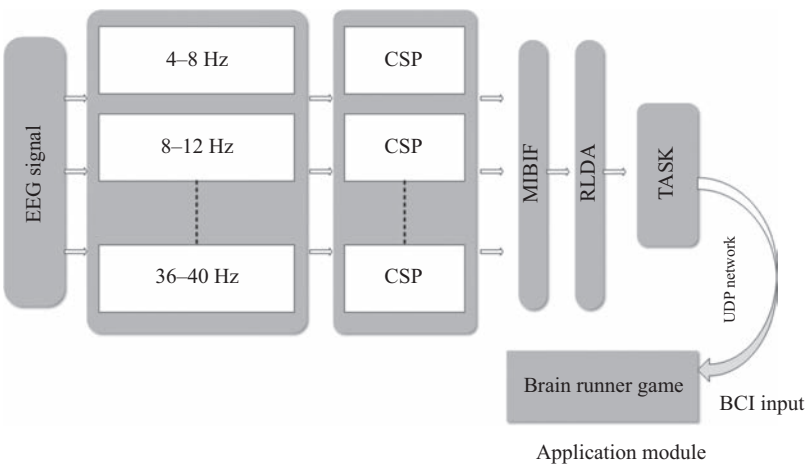 EEG signal
4–8 Hz
8–12 Hz
36–40 Hz
CSP
CSP
CSP
MIBIF
RLDA
TASK
UDP network
Brain runner game
BCI input
Application module